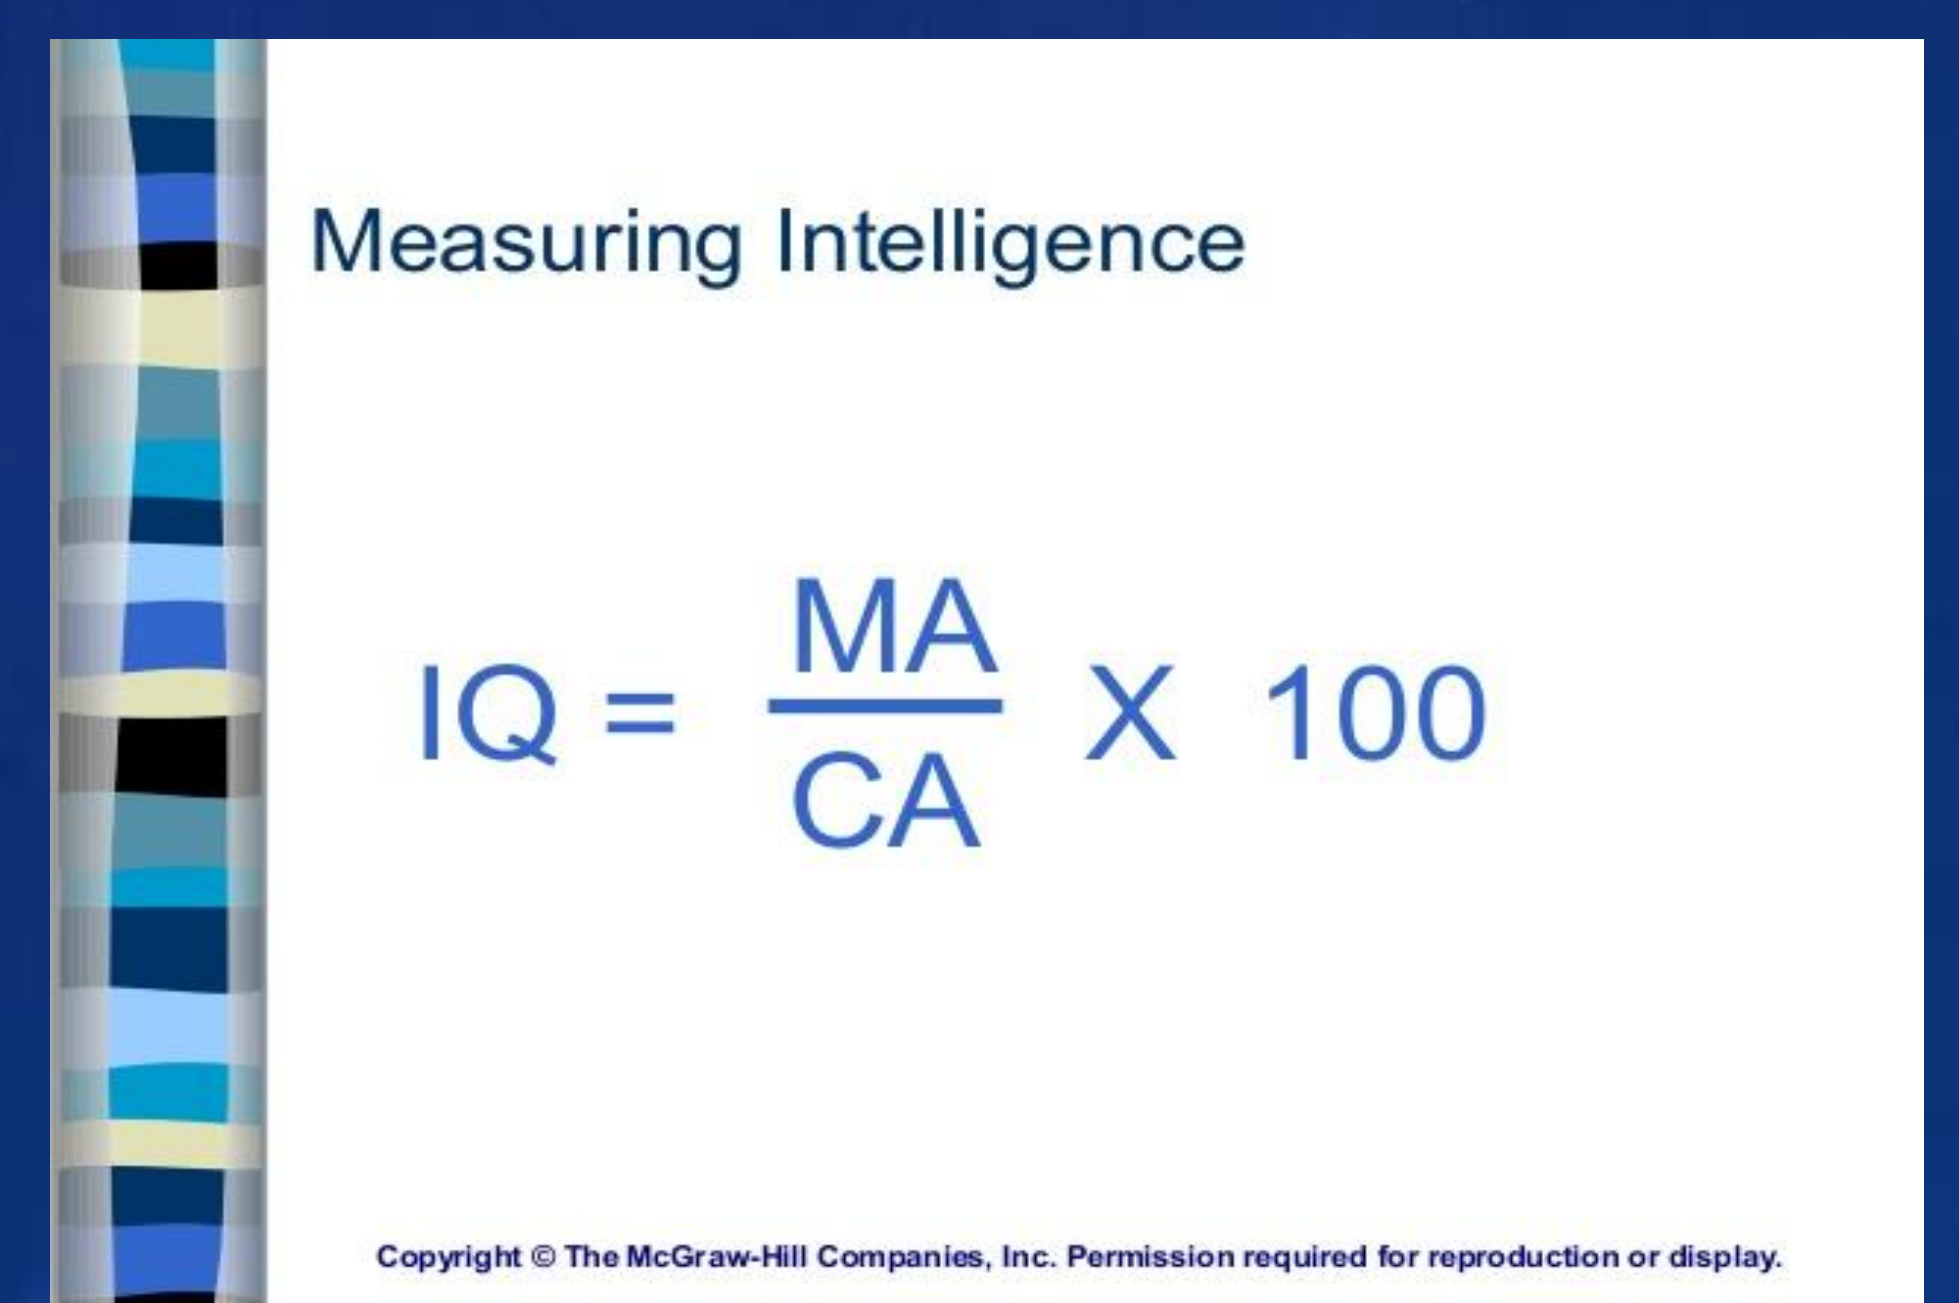 Measuring Intelligence
IQ = MA X 100
CA
Copyright © The McGraw-Hill Companies, Inc. Permission required for reproduction or display.